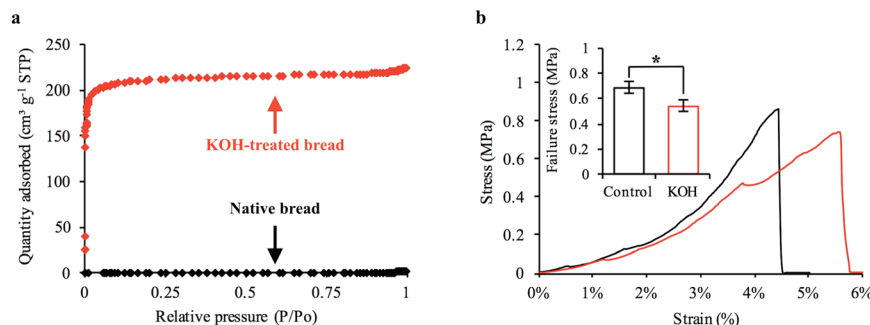 a
250
200
150
100
50
0
Quantity adsorbed (cm³ g⁻¹ STP)
KOH-treated bread
Native bread
0
0.25
0.5
0.75
1
Relative pressure (P/Po)
b
1.2
1
0.8
0.6
0.4
0.2
0
Stress (MPa)
1
0.8
0.6
0.4
0.2
0
Failure stress (MPa)
*
Control
KOH
0%
1%
2%
3%
4%
5%
6%
Strain (%)